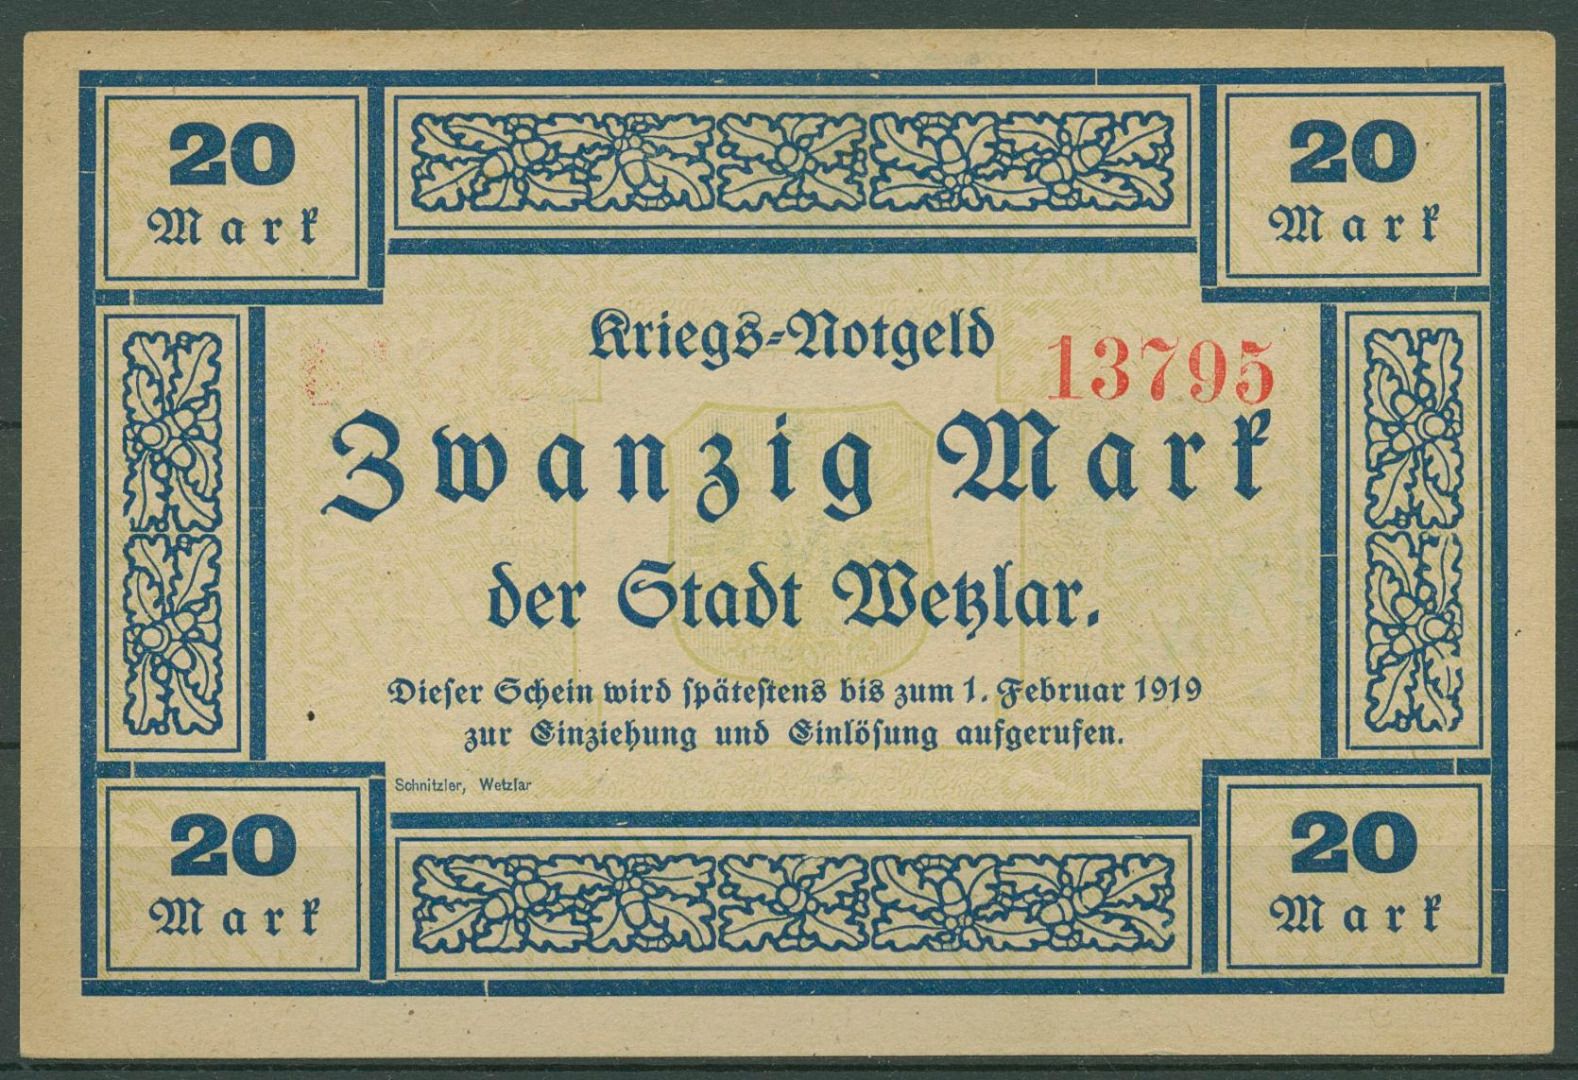 20
Mark
20
Mark
Kriegs-Notgeld
13795
Zwanzig Mark
der Stadt Wetzlar.
Dieser Schein wird spätestens bis zum 1. Februar 1919
zur Einziehung und Einlösung aufgerufen.
Schnitzler, Wetzlar
20
Mark
20
Mark